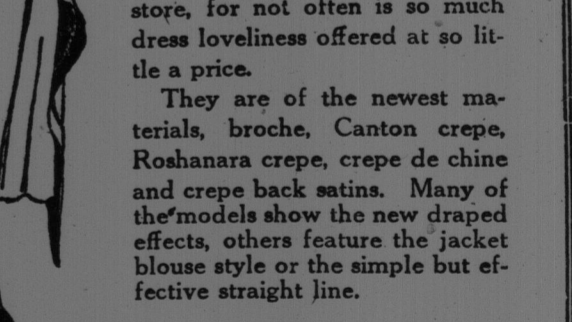 store, for not often is so much
dress loveliness offered at so lit-
tle a price.
They are of the newest ma-
terials, broche, Canton crepe,
Roshanara crepe, crepe de chine
and crepe back satins. Many of
the models show the new draped
effects, others feature the jacket
blouse style or the simple but ef-
fective straight line.